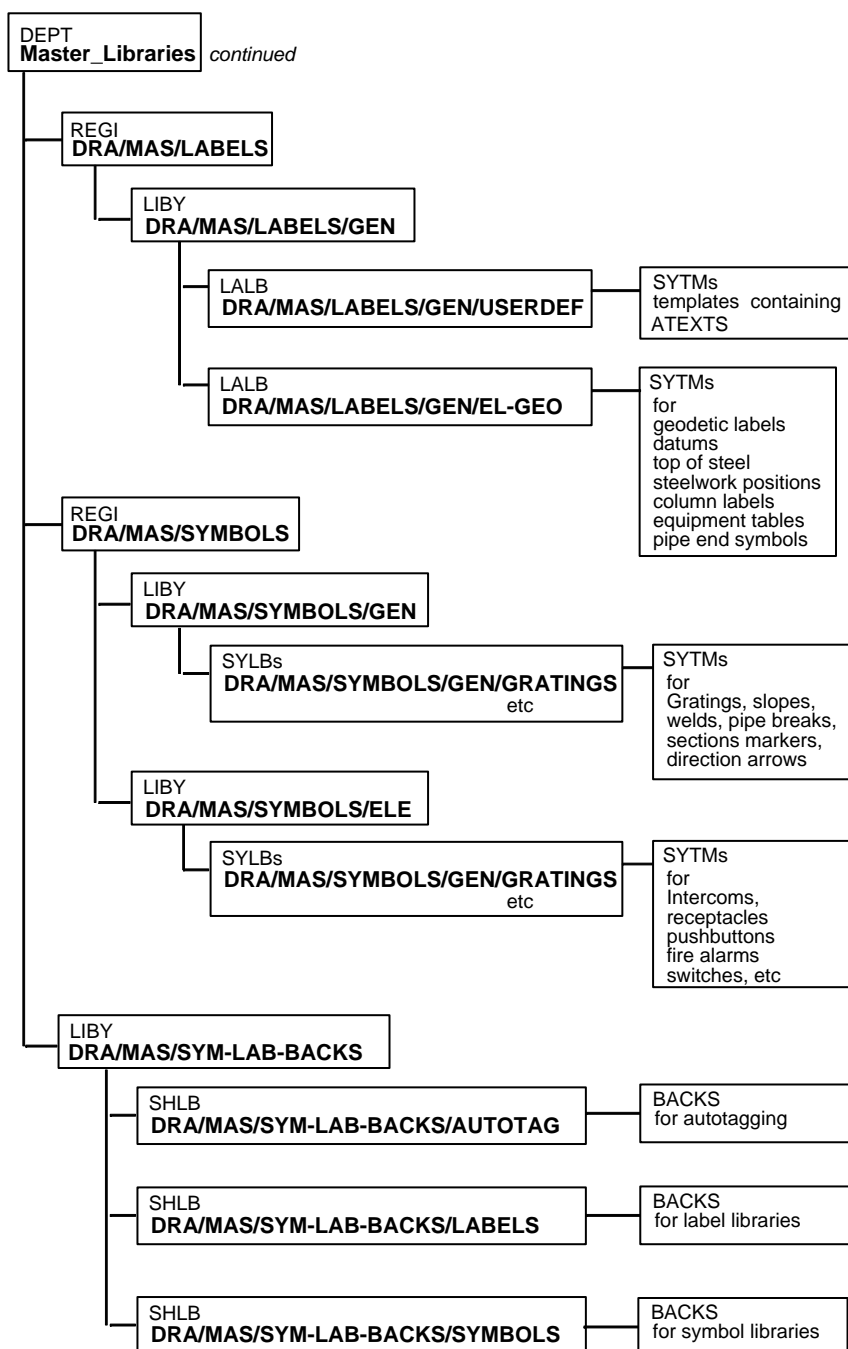 DEPT
Master_Libraries continued
REGI
DRA/MAS/LABELS
LIBY
DRA/MAS/LABELS/GEN
LALB
DRA/MAS/LABELS/GEN/USERDEF
SYTMs
templates containing
ATEXTS
LALB
DRA/MAS/LABELS/GEN/EL-GEO
SYTMs
for
geodetic labels
datums
top of steel
steelwork positions
column labels
equipment tables
pipe end symbols
REGI
DRA/MAS/SYMBOLS
LIBY
DRA/MAS/SYMBOLS/GEN
SYLBs
DRA/MAS/SYMBOLS/GEN/GRATINGS
etc
SYTMs
for
Gratings, slopes,
welds, pipe breaks,
sections markers,
direction arrows
LIBY
DRA/MAS/SYMBOLS/ELE
SYLBs
DRA/MAS/SYMBOLS/GEN/GRATINGS
etc
SYTMs
for
Intercoms,
receptacles
pushbuttons
fire alarms
switches, etc
LIBY
DRA/MAS/SYM-LAB-BACKS
SHLB
DRA/MAS/SYM-LAB-BACKS/AUTOTAG
BACKS
for autotagging
SHLB
DRA/MAS/SYM-LAB-BACKS/LABELS
BACKS
for label libraries
SHLB
DRA/MAS/SYM-LAB-BACKS/SYMBOLS
BACKS
for symbol libraries